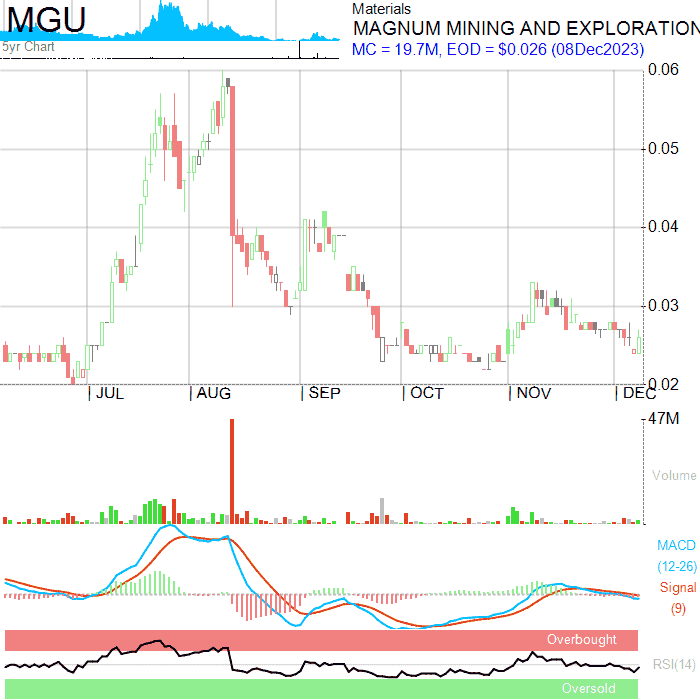 MGU
5yr Chart
Materials
MAGNUM MINING AND EXPLORATION
MC = 19.7M, EOD = $0.026 (08Dec2023)
0.06
0.05
0.04
0.03
0.02
JUL
AUG
SEP
OCT
NOV
DEC
47M
Volume
MACD
(12-26)
Signal
(9)
Overbought
RSI(14)
Oversold